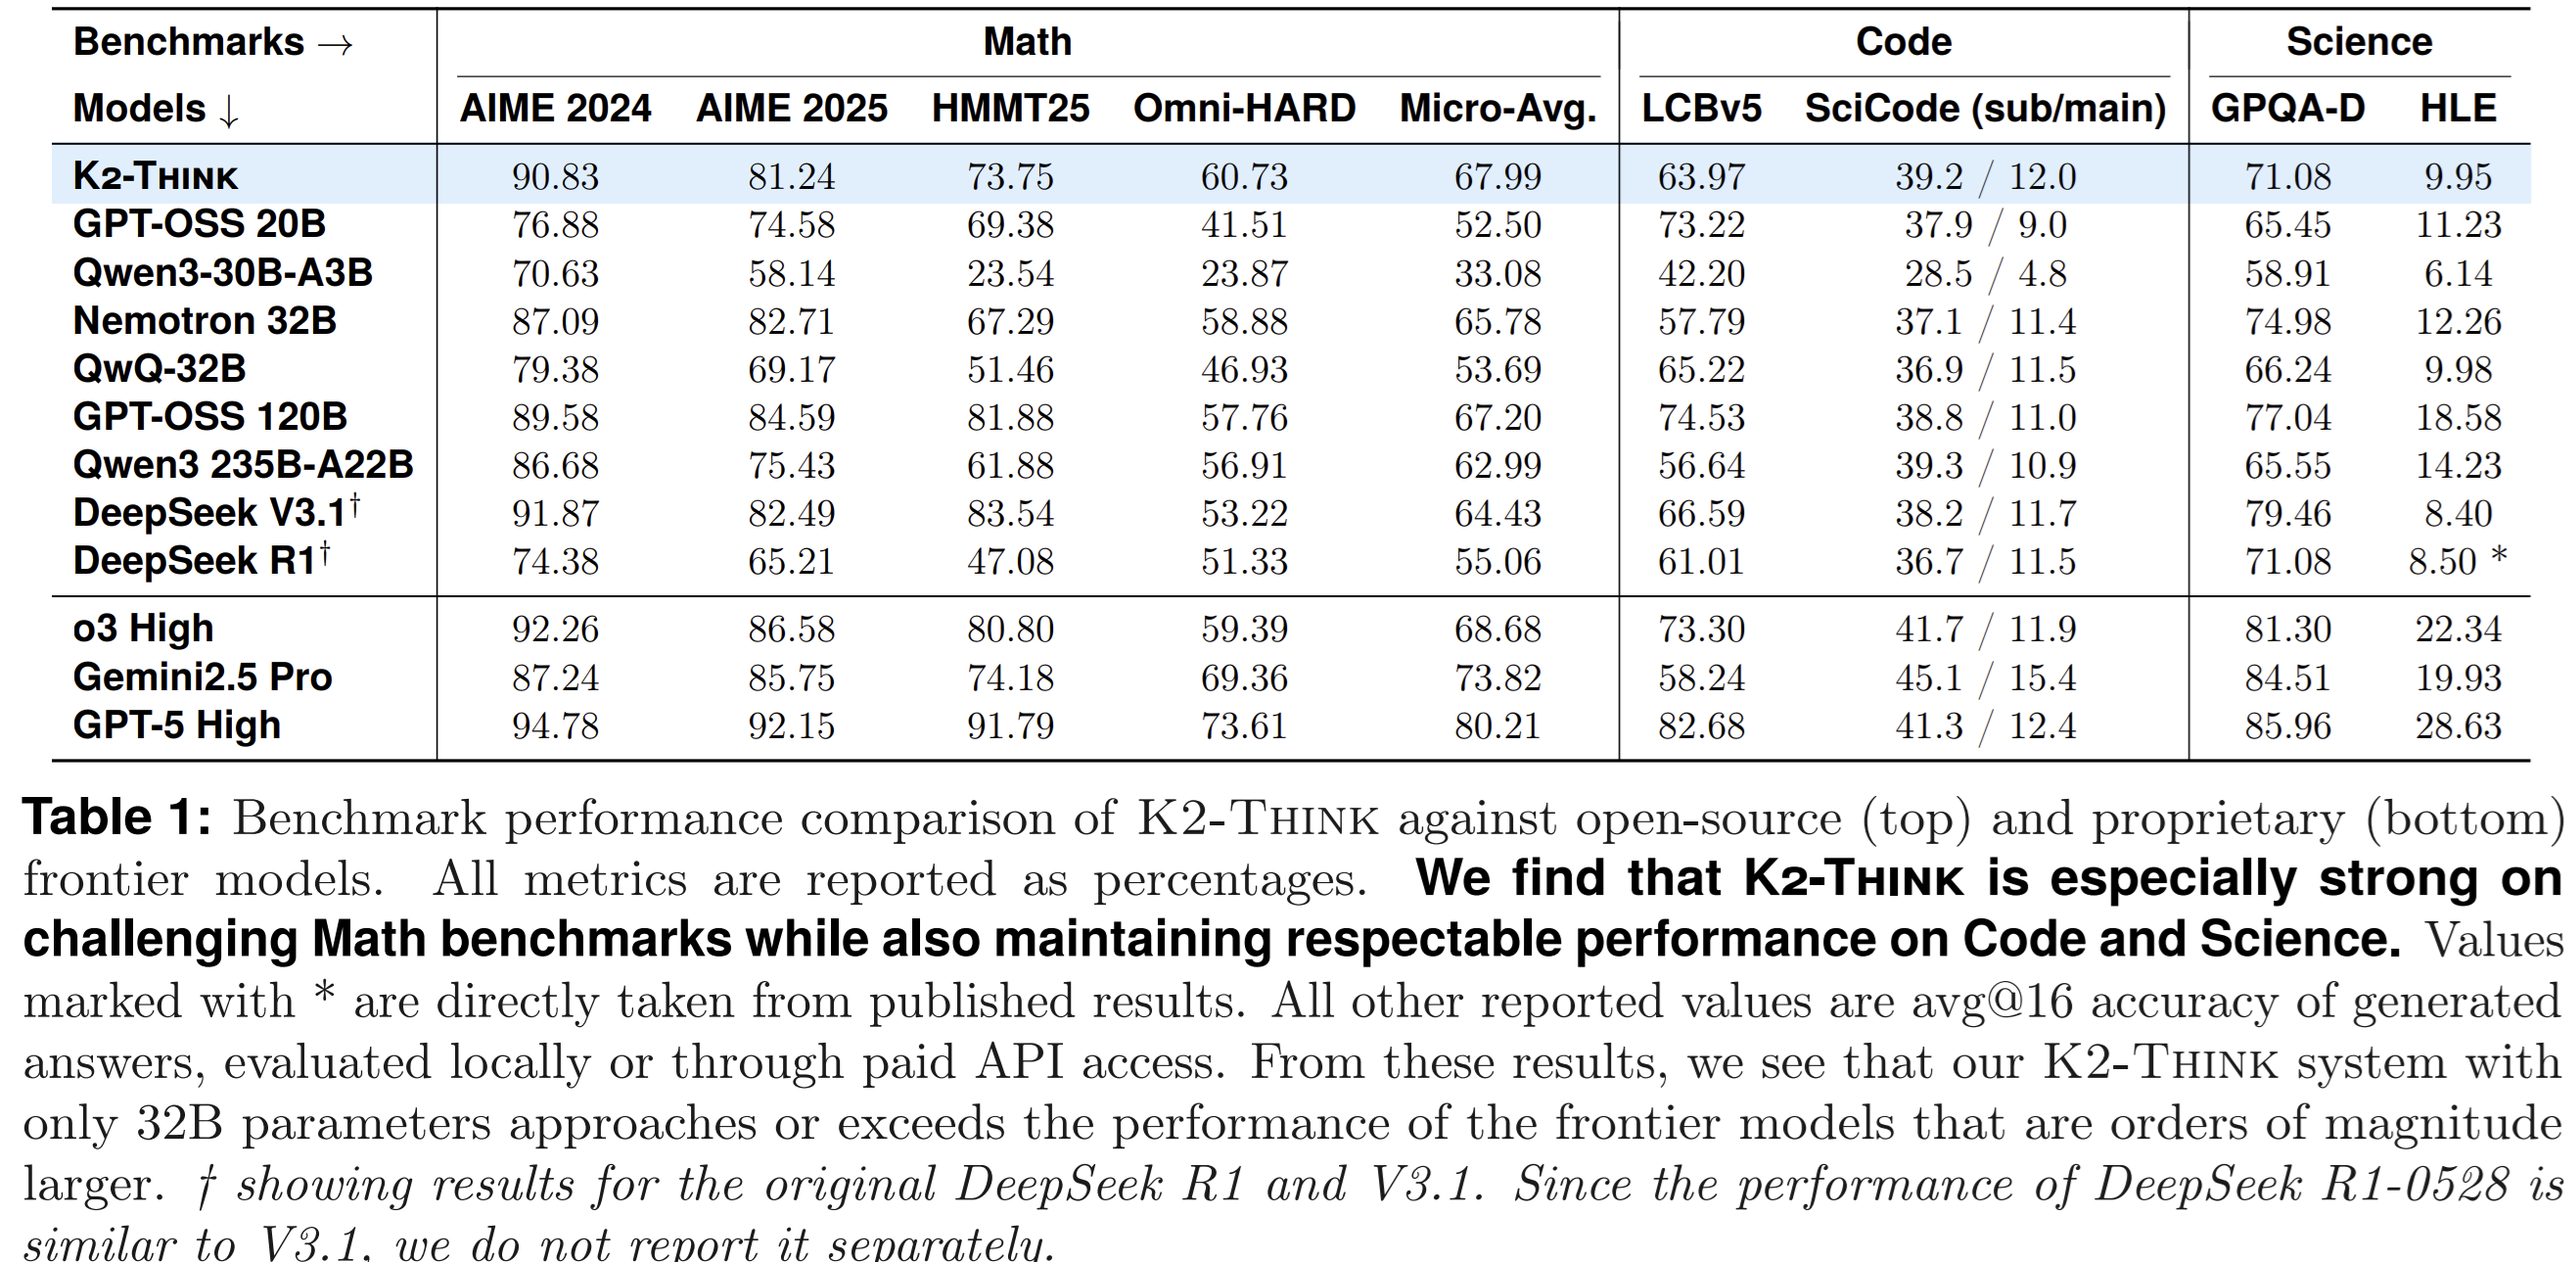 Benchmarks → Math Code Science
Models ↓ AIME 2024 AIME 2025 HMMT25 Omni-HARD Micro-Avg. LCBv5 SciCode (sub/main) GPQA-D HLE
K2-THINK 90.83 81.24 73.75 60.73 67.99 63.97 39.2 / 12.0 71.08 9.95
GPT-OSS 20B 76.88 74.58 69.38 41.51 52.50 73.22 37.9 / 9.0 65.45 11.23
Qwen3-30B-A3B 70.63 58.14 23.54 23.87 33.08 42.20 28.5 / 4.8 58.91 6.14
Nemotron 32B 87.09 82.71 67.29 58.88 65.78 57.79 37.1 / 11.4 74.98 12.26
QwQ-32B 79.38 69.17 51.46 46.93 53.69 65.22 36.9 / 11.5 66.24 9.98
GPT-OSS 120B 89.58 84.59 81.88 57.76 67.20 74.53 38.8 / 11.0 77.04 18.58
Qwen3 235B-A22B 86.68 75.43 61.88 56.91 62.99 56.64 39.3 / 10.9 65.55 14.23
DeepSeek V3.1† 91.87 82.49 83.54 53.22 64.43 66.59 38.2 / 11.7 79.46 8.40
DeepSeek R1† 74.38 65.21 47.08 51.33 55.06 61.01 36.7 / 11.5 71.08 8.50 *
o3 High 92.26 86.58 80.80 59.39 68.68 73.30 41.7 / 11.9 81.30 22.34
Gemini2.5 Pro 87.24 85.75 74.18 69.36 73.82 58.24 45.1 / 15.4 84.51 19.93
GPT-5 High 94.78 92.15 91.79 73.61 80.21 82.68 41.3 / 12.4 85.96 28.63
Table 1: Benchmark performance comparison of K2-THINK against open-source (top) and proprietary (bottom)
frontier models. All metrics are reported as percentages. We find that K2-THINK is especially strong on
challenging Math benchmarks while also maintaining respectable performance on Code and Science. Values
marked with * are directly taken from published results. All other reported values are avg@16 accuracy of generated
answers, evaluated locally or through paid API access. From these results, we see that our K2-THINK system with
only 32B parameters approaches or exceeds the performance of the frontier models that are orders of magnitude
larger. † showing results for the original DeepSeek R1 and V3.1. Since the performance of DeepSeek R1-0528 is
similar to V3.1, we do not report it separately.